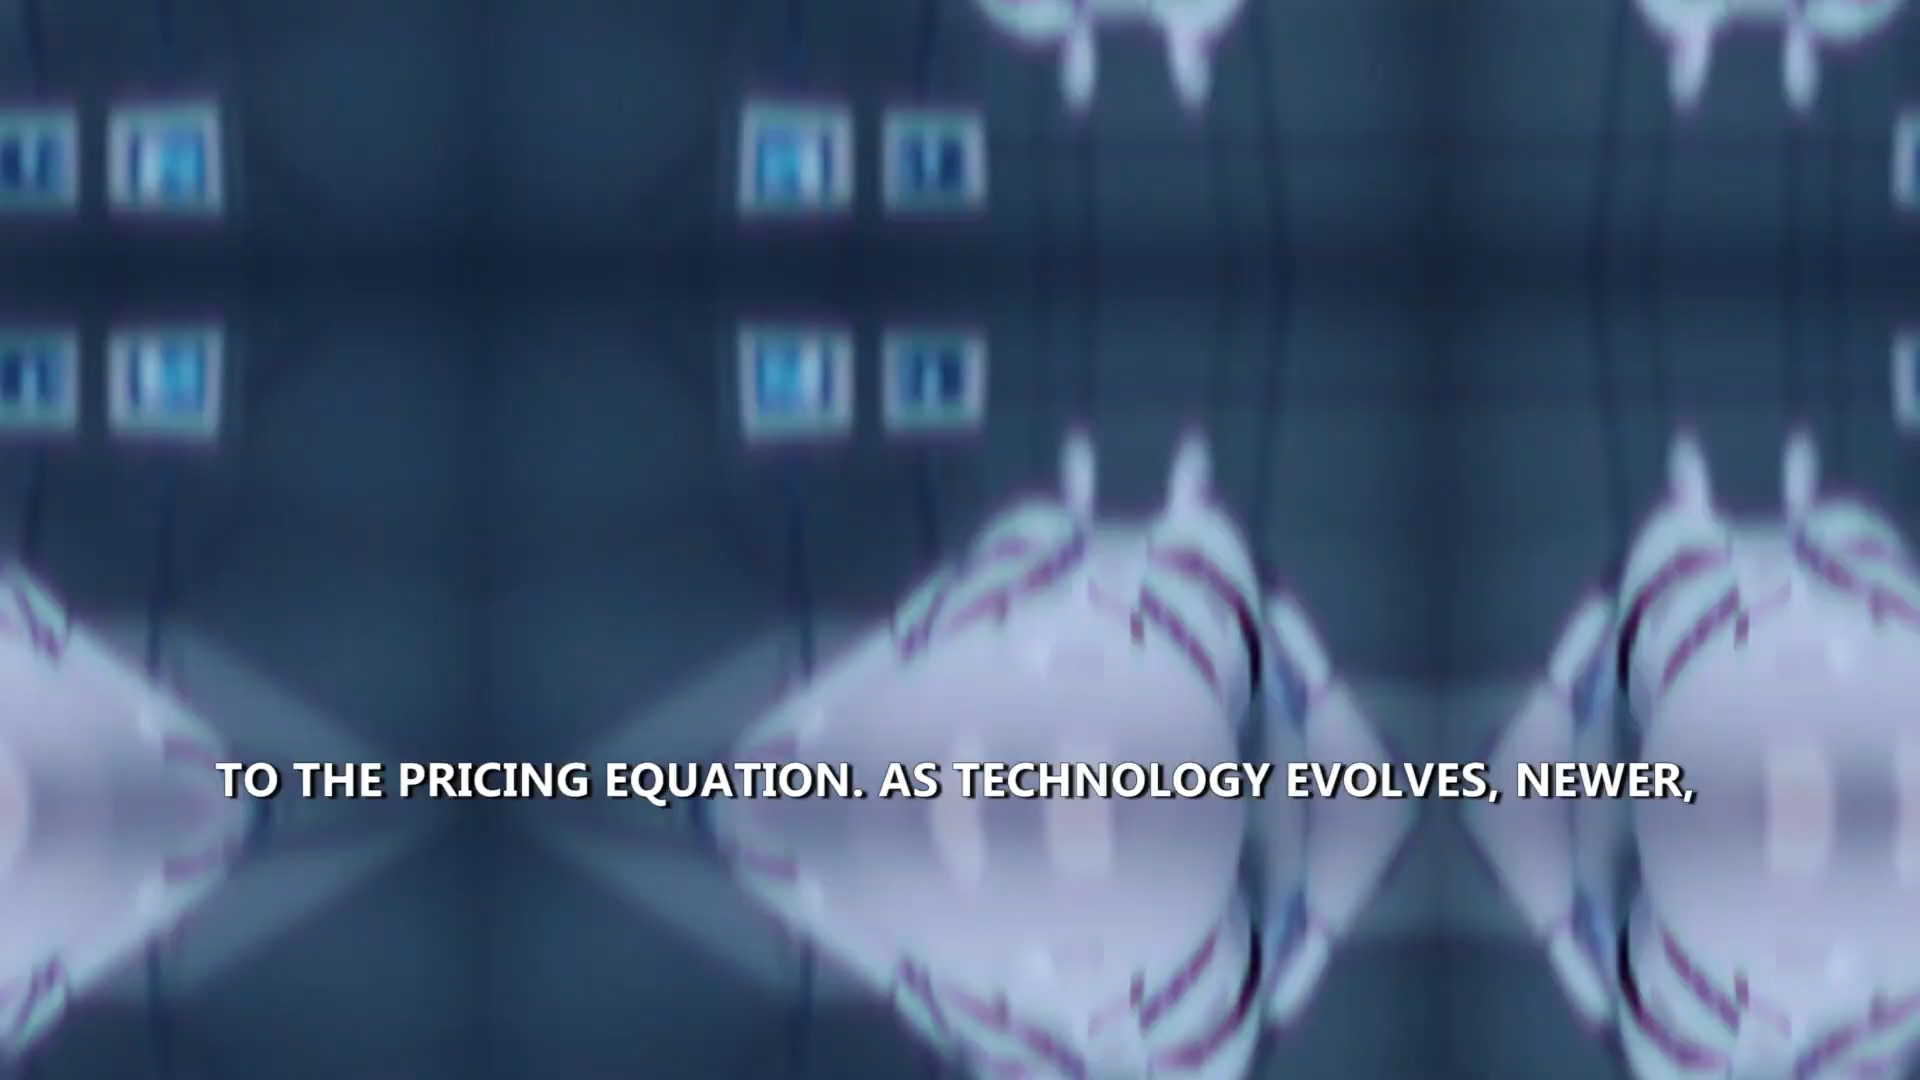 TO THE PRICING EQUATION. AS TECHNOLOGY EVOLVES, NEWER,